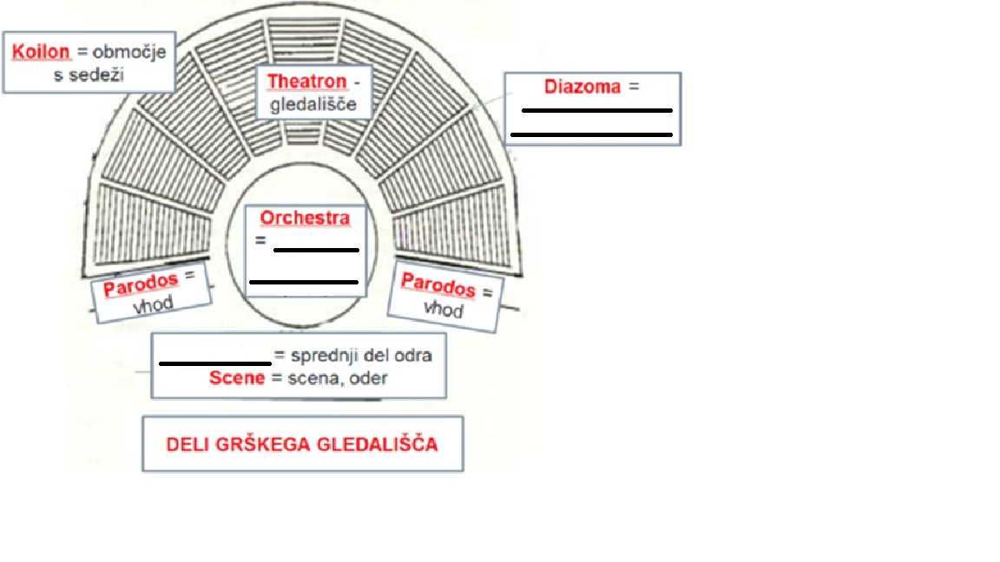 Koilon = območje
s sedeži
Theatron -
gledališče
Diazoma =
Orchestra
=
Parodos =
vhod
Parodos =
vhod
= sprednji del odra
Scene = scena, oder
DELI GRŠKEGA GLEDALIŠČA